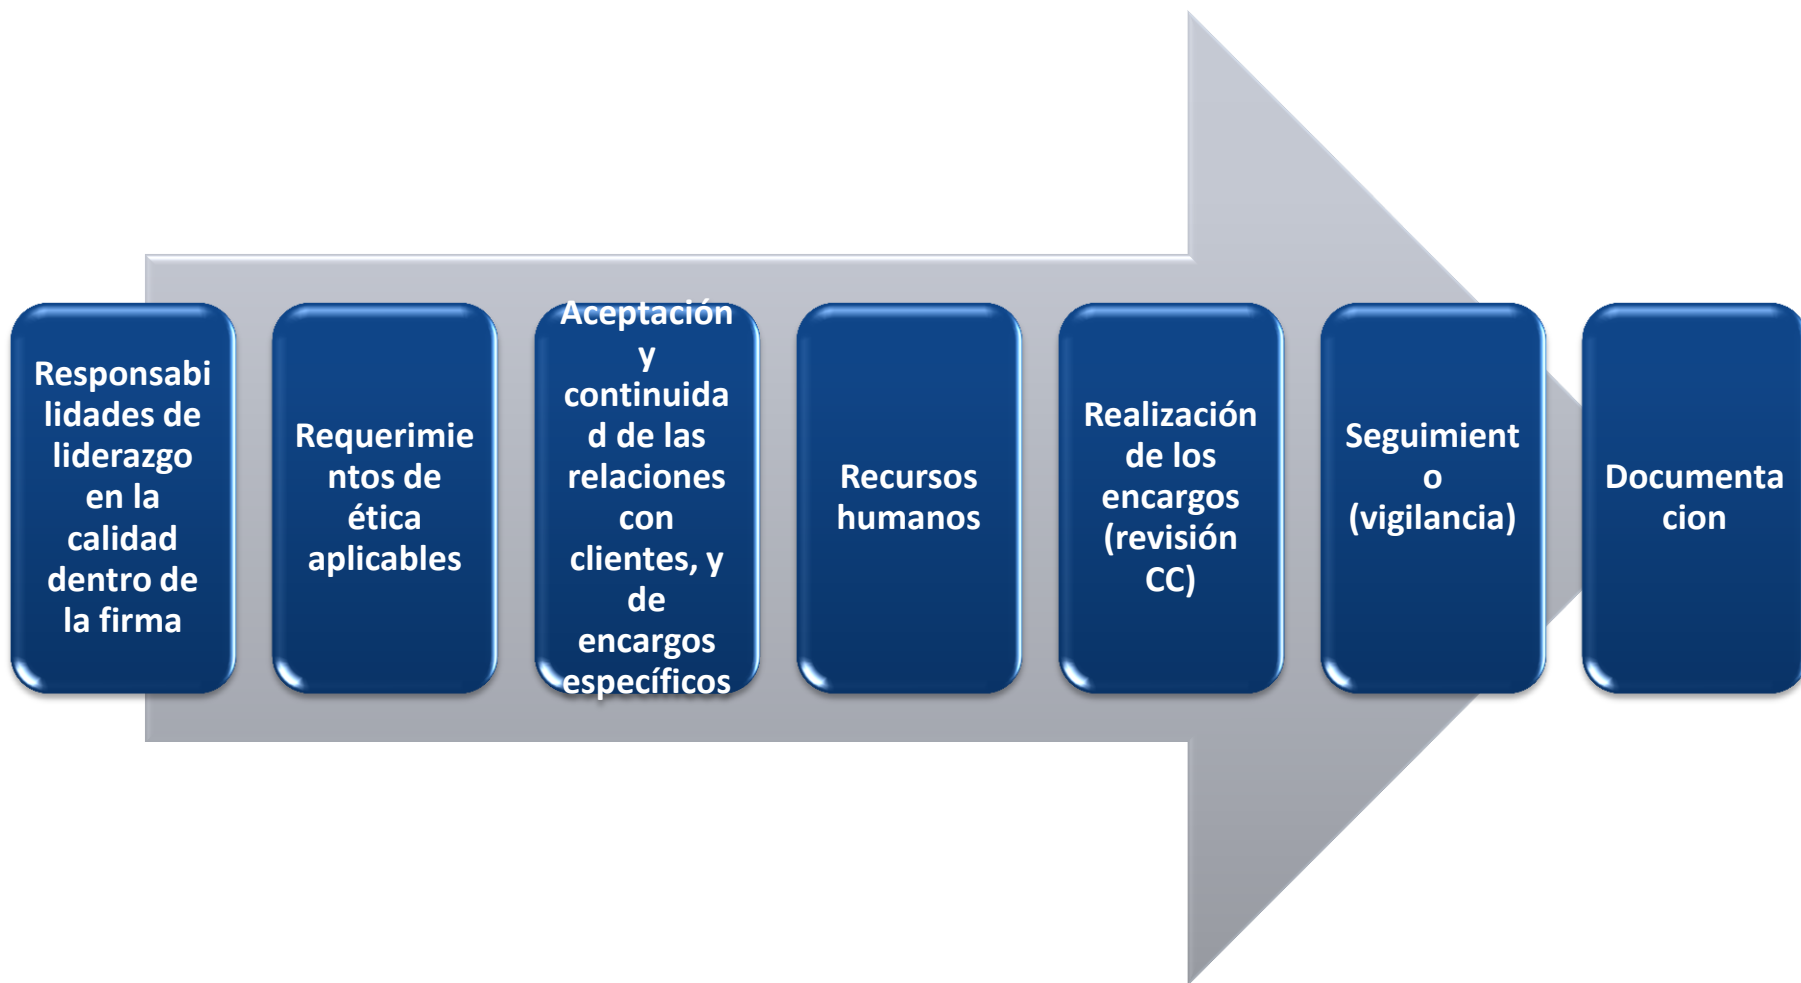 Responsabi
lidades de
liderazgo
en la
calidad
dentro de
la firma
Requerimie
ntos de
ética
aplicables
Aceptación
y
continuida
d de las
relaciones
con
clientes, y
de
encargos
específicos
Recursos
humanos
Realización
de los
encargos
(revisión
CC)
Seguimient
o
(vigilancia)
Documenta
cion